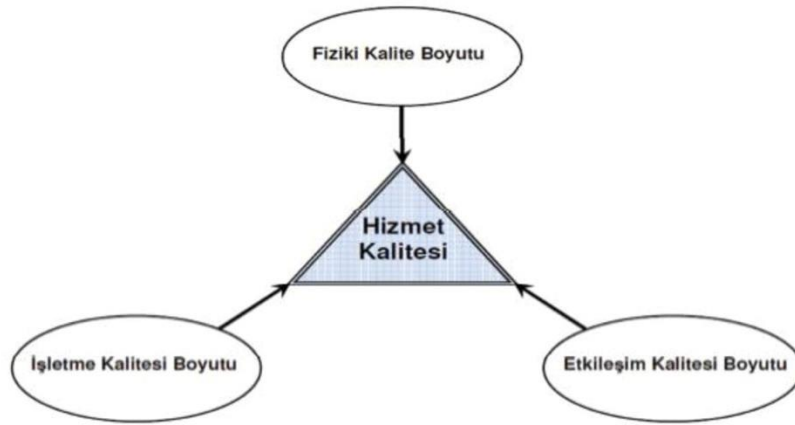 Fiziki Kalite Boyutu
Hizmet
Kalitesi
İşletme Kalitesi Boyutu
Etkileşim Kalitesi Boyutu